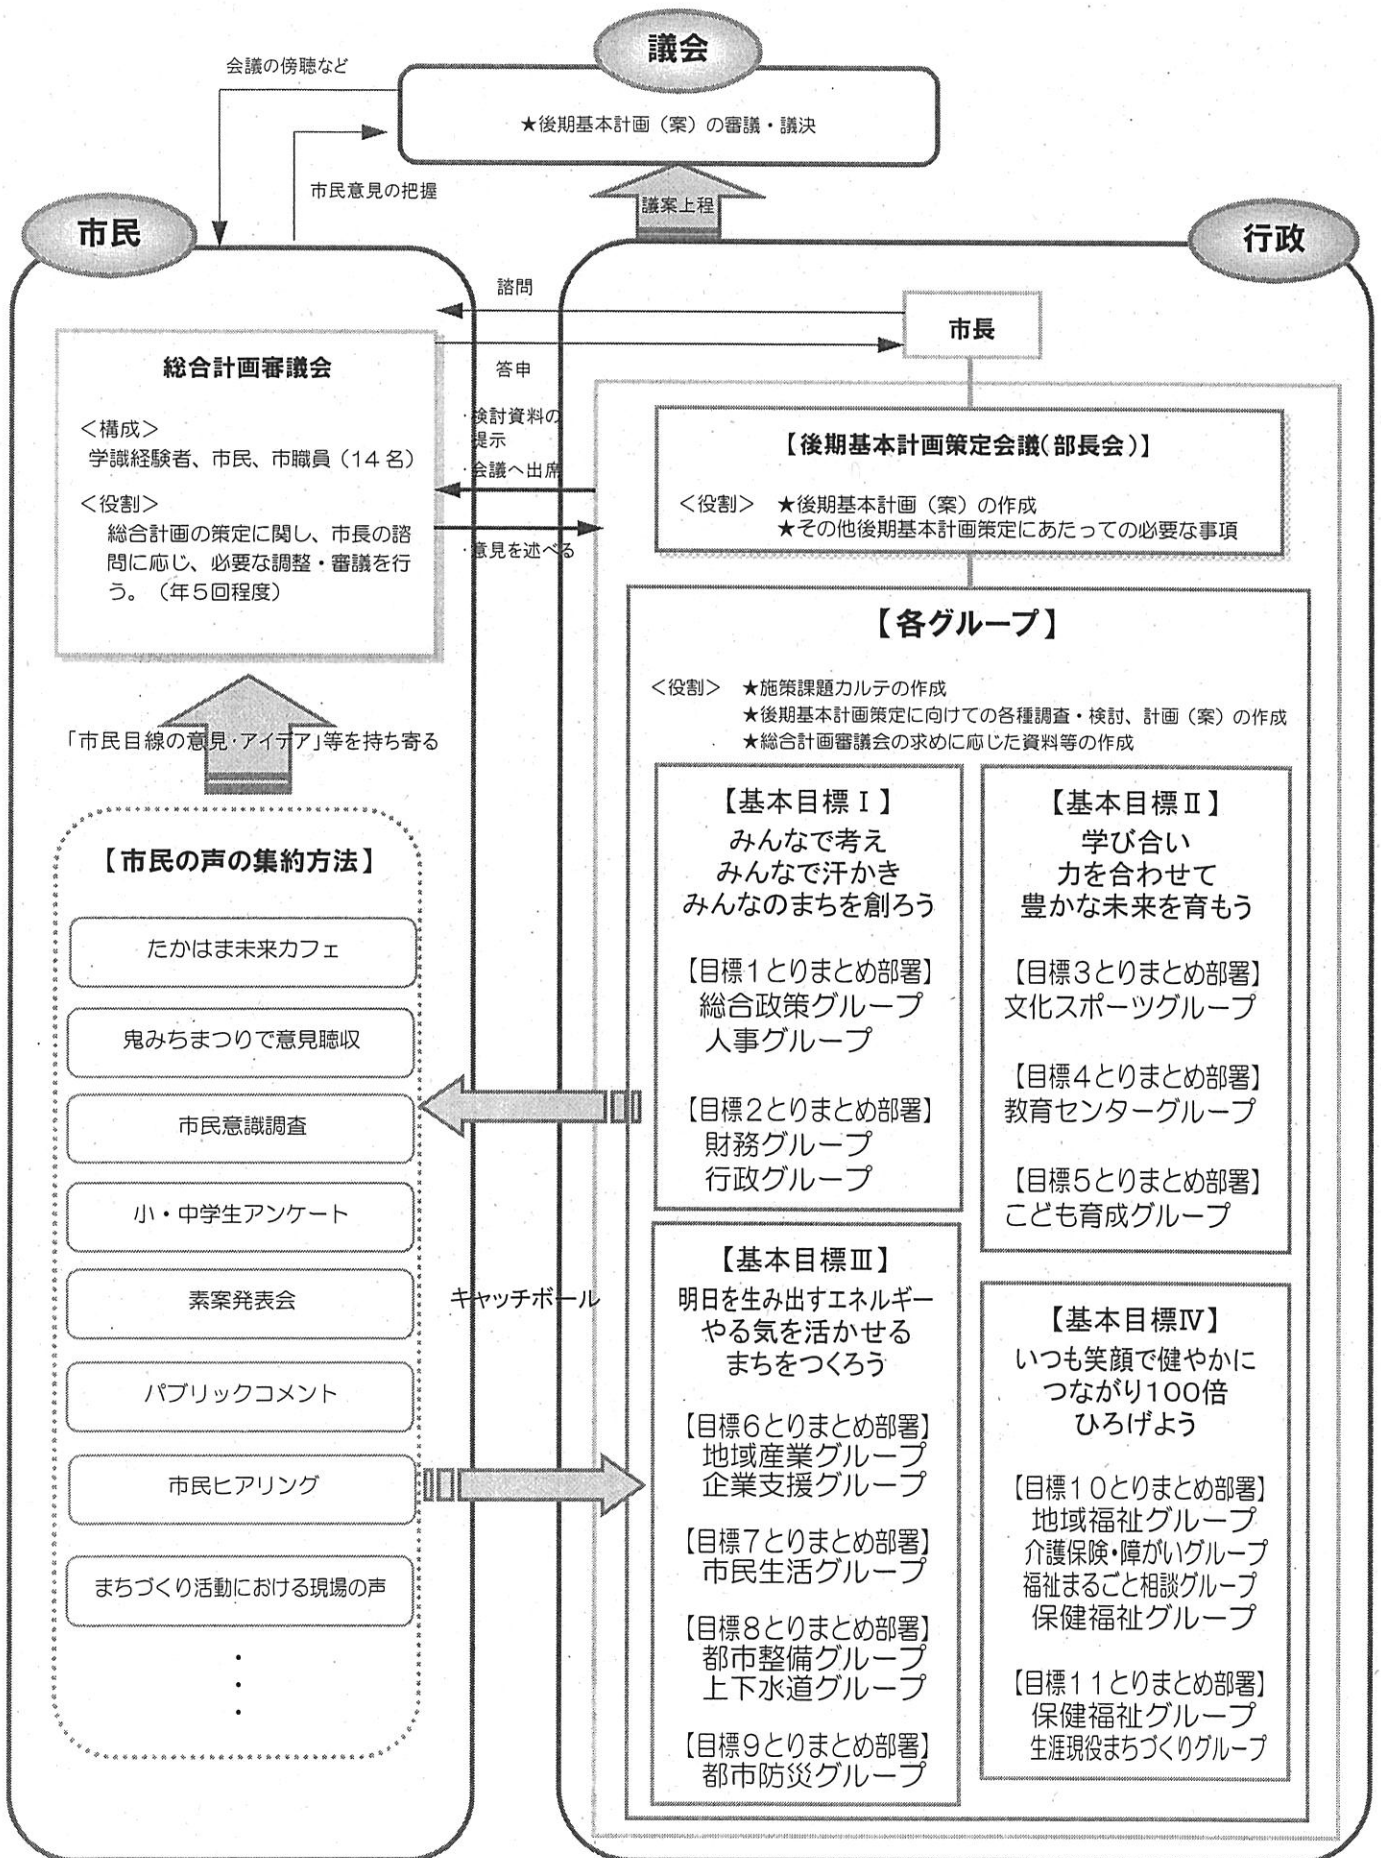 議会
会議の傍聴など
★後期基本計画（案）の審議・議決
市民意見の把握
議案上程
市民
行政
諮問
市長
答申
総合計画審議会
＜構成＞
学識経験者、市民、市職員（14名）
＜役割＞
総合計画の策定に関し、市長の諮
問に応じ、必要な調整・審議を行
う。（年５回程度）
・検討資料の
提示
・会議へ出席
・意見を述べる
【後期基本計画策定会議（部長会）】
＜役割＞ ★後期基本計画（案）の作成
★その他後期基本計画策定にあたっての必要な事項
【各グループ】
＜役割＞ ★施策課題カルテの作成
★後期基本計画策定に向けての各種調査・検討、計画（案）の作成
★総合計画審議会の求めに応じた資料等の作成
「市民目線の意見・アイデア」等を持ち寄る
【市民の声の集約方法】
たかはま未来カフェ
鬼みちまつりで意見聴収
市民意識調査
小・中学生アンケート
素案発表会
パブリックコメント
市民ヒアリング
まちづくり活動における現場の声
・
・
・
キャッチボール
【基本目標Ⅰ】
みんなで考え
みんなで汗かき
みんなのまちを創ろう
【目標１とりまとめ部署】
総合政策グループ
人事グループ
【目標２とりまとめ部署】
財務グループ
行政グループ
【基本目標Ⅱ】
学び合い
力を合わせて
豊かな未来を育もう
【目標３とりまとめ部署】
文化スポーツグループ
【目標４とりまとめ部署】
教育センターグループ
【目標５とりまとめ部署】
こども育成グループ
【基本目標Ⅲ】
明日を生み出すエネルギー
やる気を活かせる
まちをつくろう
【目標６とりまとめ部署】
地域産業グループ
企業支援グループ
【目標７とりまとめ部署】
市民生活グループ
【目標８とりまとめ部署】
都市整備グループ
上下水道グループ
【目標９とりまとめ部署】
都市防災グループ
【基本目標Ⅳ】
いつも笑顔で健やかに
つながり１００倍
ひろげよう
【目標１０とりまとめ部署】
地域福祉グループ
介護保険・障がいグループ
福祉まるごと相談グループ
保健福祉グループ
【目標１１とりまとめ部署】
保健福祉グループ
生涯現役まちづくりグループ